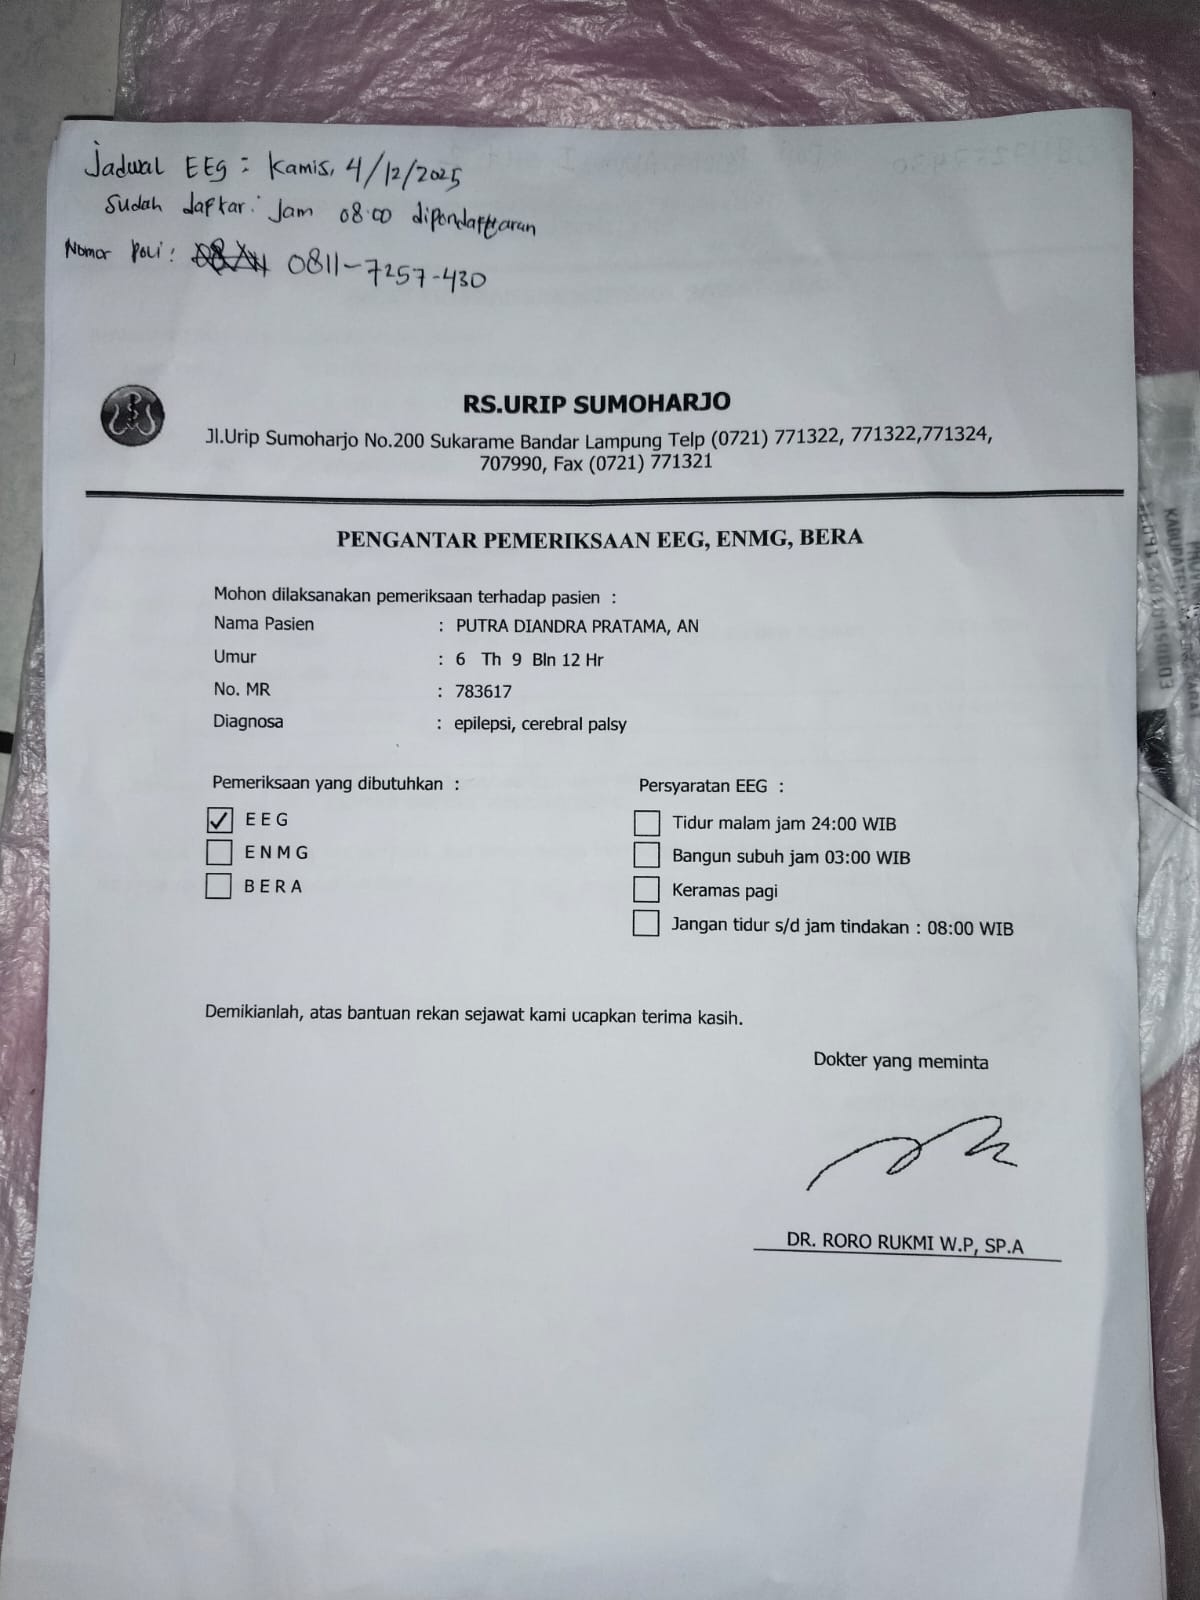 Jadwal EEG : Kamis, 4/12/2025
Sudah daftar : Jam 08.00 dipendaftaran
Nomor Poli : 0811-7257-430
RS.URIP SUMOHARJO
Jl.Urip Sumoharjo No.200 Sukarame Bandar Lampung Telp (0721) 771322, 771322,771324,
707990, Fax (0721) 771321
PENGANTAR PEMERIKSAAN EEG, ENMG, BERA
Mohon dilaksanakan pemeriksaan terhadap pasien :
Nama Pasien : PUTRA DIANDRA PRATAMA, AN
Umur : 6 Th 9 Bln 12 Hr
No. MR : 783617
Diagnosa : epilepsi, cerebral palsy
Pemeriksaan yang dibutuhkan :
E E G
E N M G
B E R A
Persyaratan EEG :
Tidur malam jam 24:00 WIB
Bangun subuh jam 03:00 WIB
Keramas pagi
Jangan tidur s/d jam tindakan : 08:00 WIB
Demikianlah, atas bantuan rekan sejawat kami ucapkan terima kasih.
Dokter yang meminta
DR. RORO RUKMI W.P, SP.A